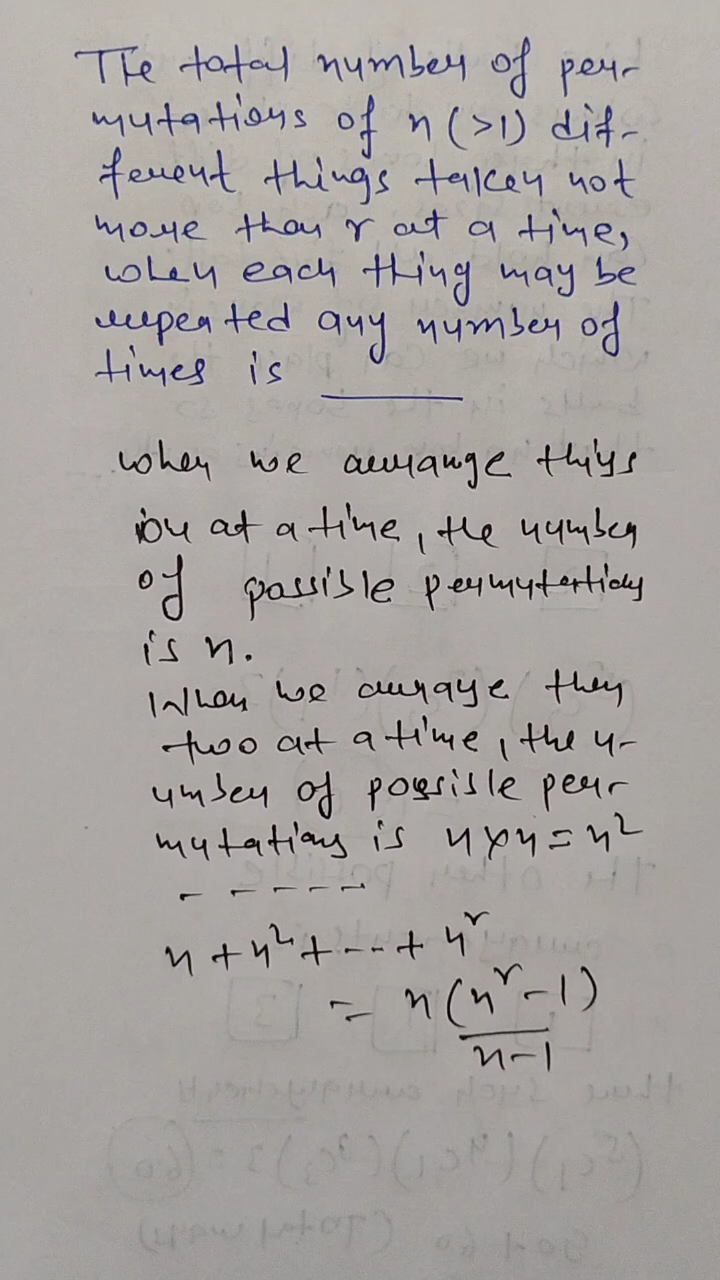 The total number of per-
mutations of n (>1) dif-
ferent things taken not
more than r at a time,
when each thing may be
repeated any number of
times is ______
when we arrange things
one at a time, the number
of possible permutations
is n.
When we arrange them
two at a time, the n-
umber of possible per-
mutations is n×n=n²
- - - - -
n + n² + --- + nʳ
= n(nʳ-1)
n-1